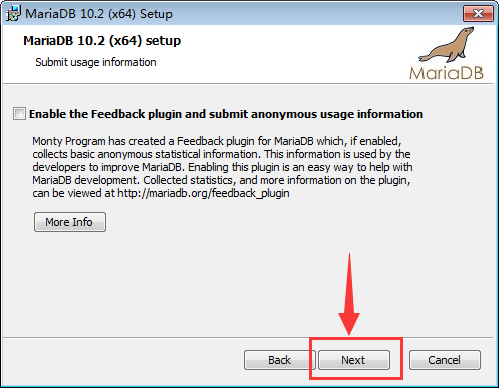 MariaDB 10.2 (x64) Setup
MariaDB 10.2 (x64) setup
Submit usage information
MariaDB
Enable the Feedback plugin and submit anonymous usage information
Monty Program has created a Feedback plugin for MariaDB which, if enabled,
collects basic anonymous statistical information. This information is used by the
developers to improve MariaDB. Enabling this plugin is an easy way to help with
MariaDB development. Collected statistics, and more information on the plugin,
can be viewed at http://mariadb.org/feedback_plugin
More Info
Back
Next
Cancel